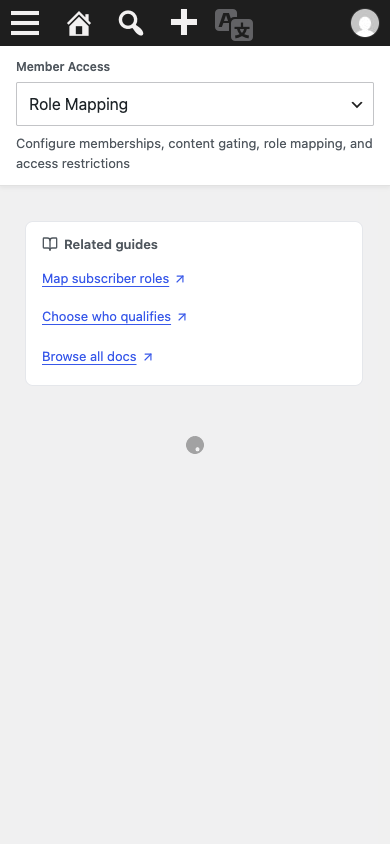 A 文
Member Access
Role Mapping
Configure memberships, content gating, role mapping, and
access restrictions
Related guides
Map subscriber roles
Choose who qualifies
Browse all docs